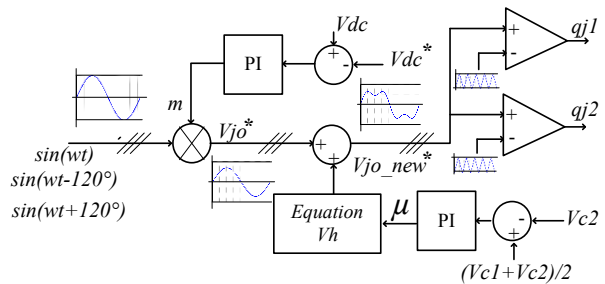 Vdc
qj1
+
-
PI
-
Vdc*
+
-
m
qj2
sin(wt)
Vjo*
+
+
Vjo_new*
+
-
sin(wt-120°)
sin(wt+120°)
Equation
Vh
μ
PI
-
Vc2
+
(Vc1+Vc2)/2